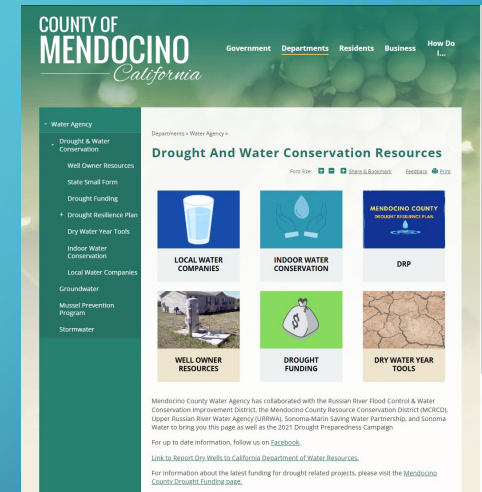 COUNTY OF
MENDOCINO
California
Government Departments Residents Business How Do
I...
Water Agency
Drought & Water
Conservation
Well Owner Resources
State Small Form
Drought Funding
+ Drought Resilience Plan
Dry Water Year Tools
Indoor Water
Conservation
Local Water Companies
Groundwater
Mussel Prevention
Program
Stormwater
Departments » Water Agency »
Drought And Water Conservation Resources
Font Size: + - + Share & Bookmark Feedback Print
LOCAL WATER
COMPANIES
INDOOR WATER
CONSERVATION
MENDOCINO COUNTY
DROUGHT RESILIENCE PLAN
DRP
WELL OWNER
RESOURCES
$
DROUGHT
FUNDING
DRY WATER YEAR
TOOLS
Mendocino County Water Agency has collaborated with the Russian River Flood Control & Water
Conservation Improvement District, the Mendocino County Resource Conservation District (MCRCD),
Upper Russian River Water Agency (URRWA), Sonoma-Marin Saving Water Partnership, and Sonoma
Water to bring you this page as well as the 2021 Drought Preparedness Campaign
For up to date information, follow us on Facebook.
Link to Report Dry Wells to California Department of Water Resources.
For Information about the latest funding for drought related projects, please visit the Mendocino
County Drought Funding page.